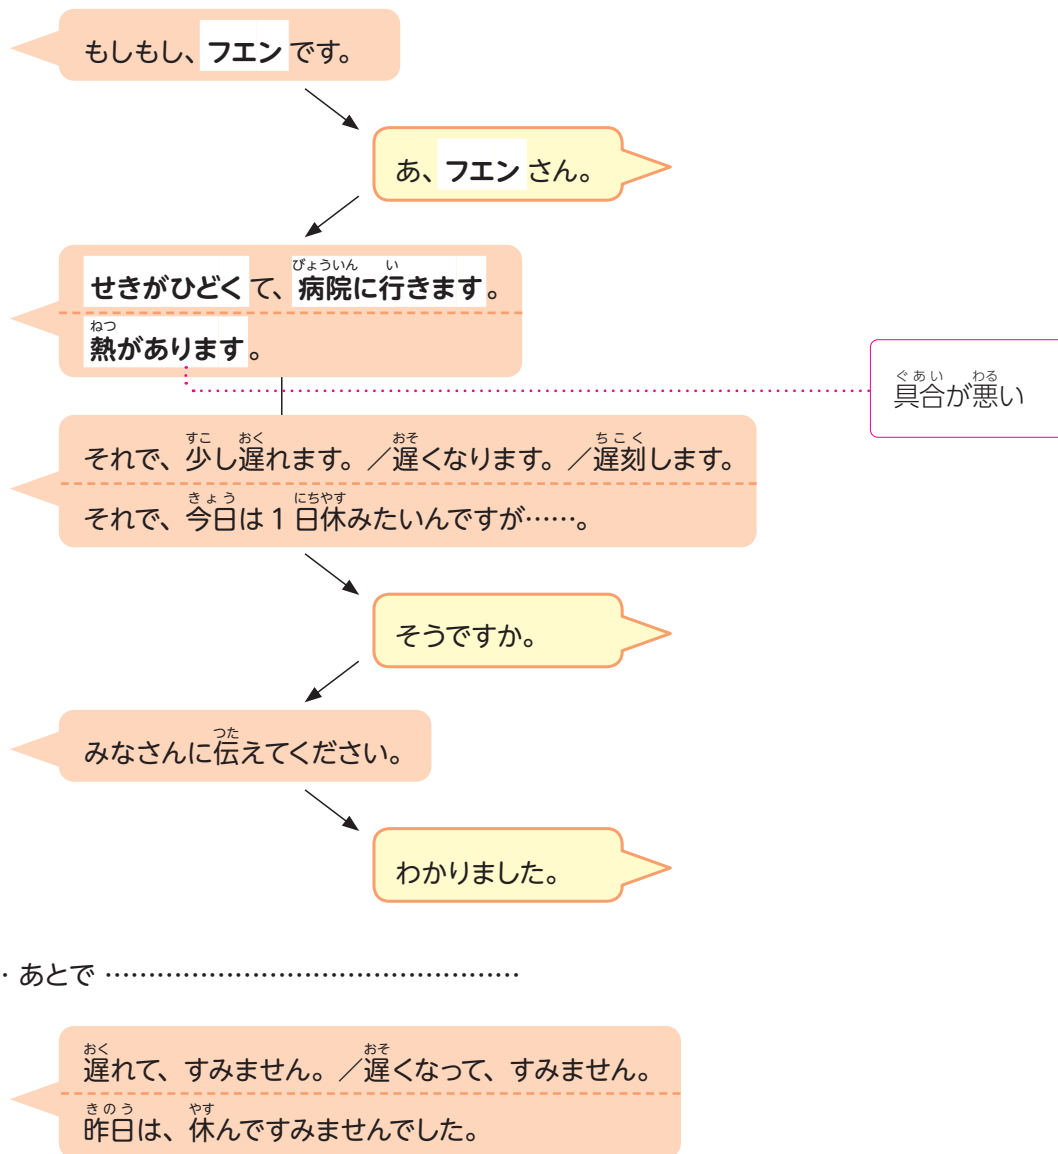 もしもし、フエンです。
あ、フエンさん。
びょういん い
せきがひどくて、病院に行きます。
ねつ
熱があります。
ぐあい わる
具合が悪い
すこ おく おそ ちこく
それで、少し遅れます。／遅くなります。／遅刻します。
きょう にちやす
それで、今日は1日休みたいんですが……。
そうですか。
つた
みなさんに伝えてください。
わかりました。
あとで
おく おそ
遅れて、すみません。／遅くなって、すみません。
きのう やす
昨日は、休んですみませんでした。